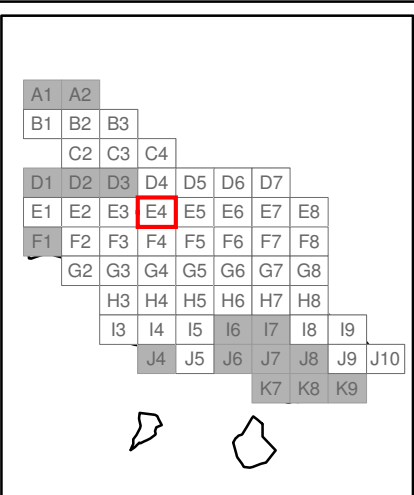 A1 A2
B1 B2 B3
C2 C3 C4
D1 D2 D3 D4 D5 D6 D7
E1 E2 E3 E4 E5 E6 E7 E8
F1 F2 F3 F4 F5 F6 F7 F8
G2 G3 G4 G5 G6 G7 G8
H3 H4 H5 H6 H7 H8
I3 I4 I5 I6 I7 I8 I9
J4 J5 J6 J7 J8 J9 J10
K7 K8 K9